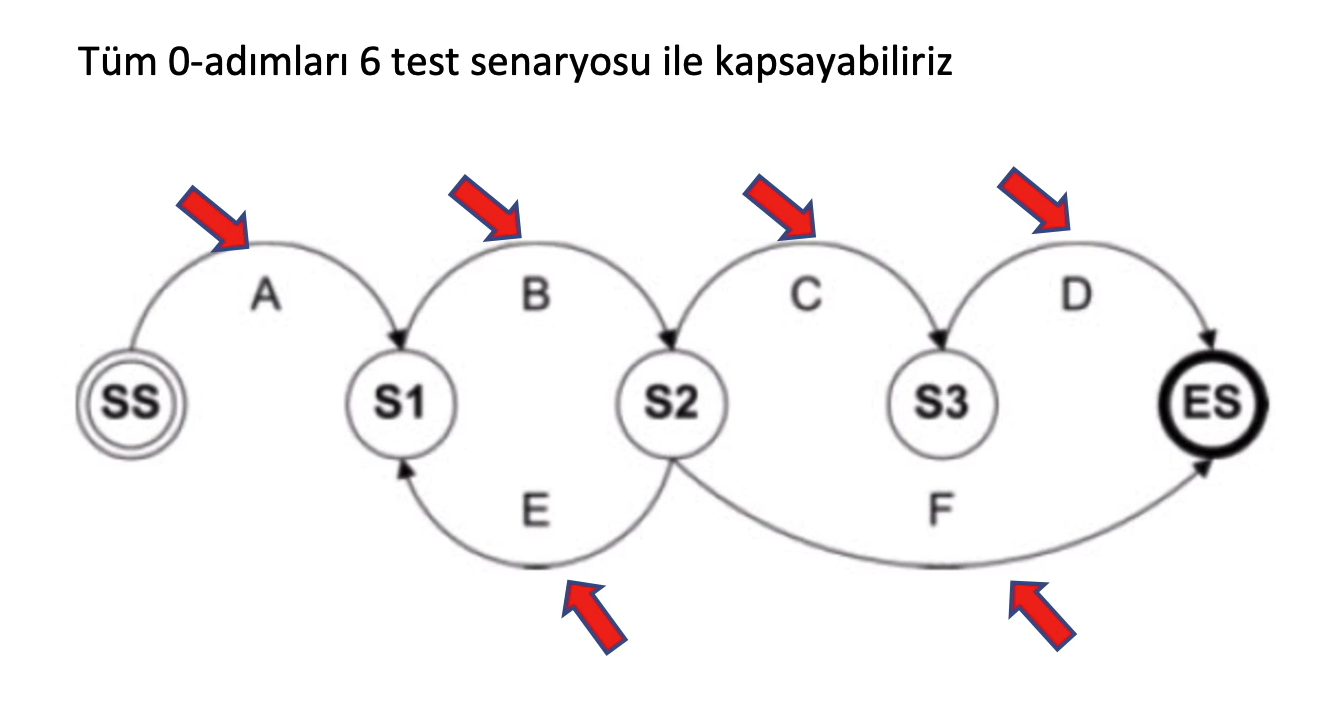 Tüm 0-adımları 6 test senaryosu ile kapsayabiliriz
A
B
C
D
SS
S1
S2
S3
ES
E
F